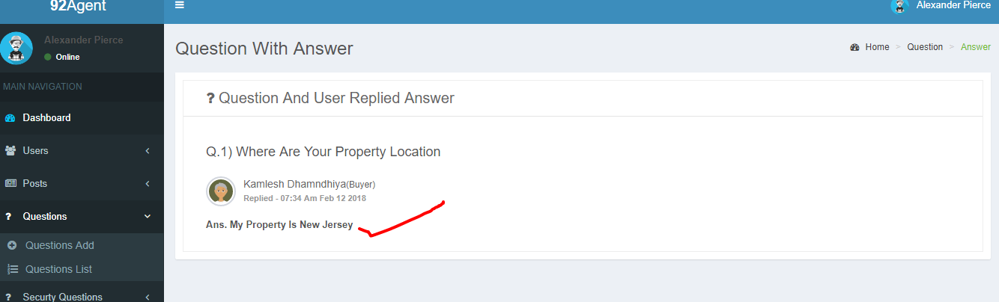 92Agent
Alexander Pierce
Alexander Pierce
Online
MAIN NAVIGATION
Dashboard
Users
Posts
Questions
Questions Add
Questions List
Securty Questions
Question With Answer
Home > Question > Answer
? Question And User Replied Answer
Q.1) Where Are Your Property Location
Kamlesh Dhamndhiya(Buyer)
Replied - 07:34 Am Feb 12 2018
Ans. My Property Is New Jersey